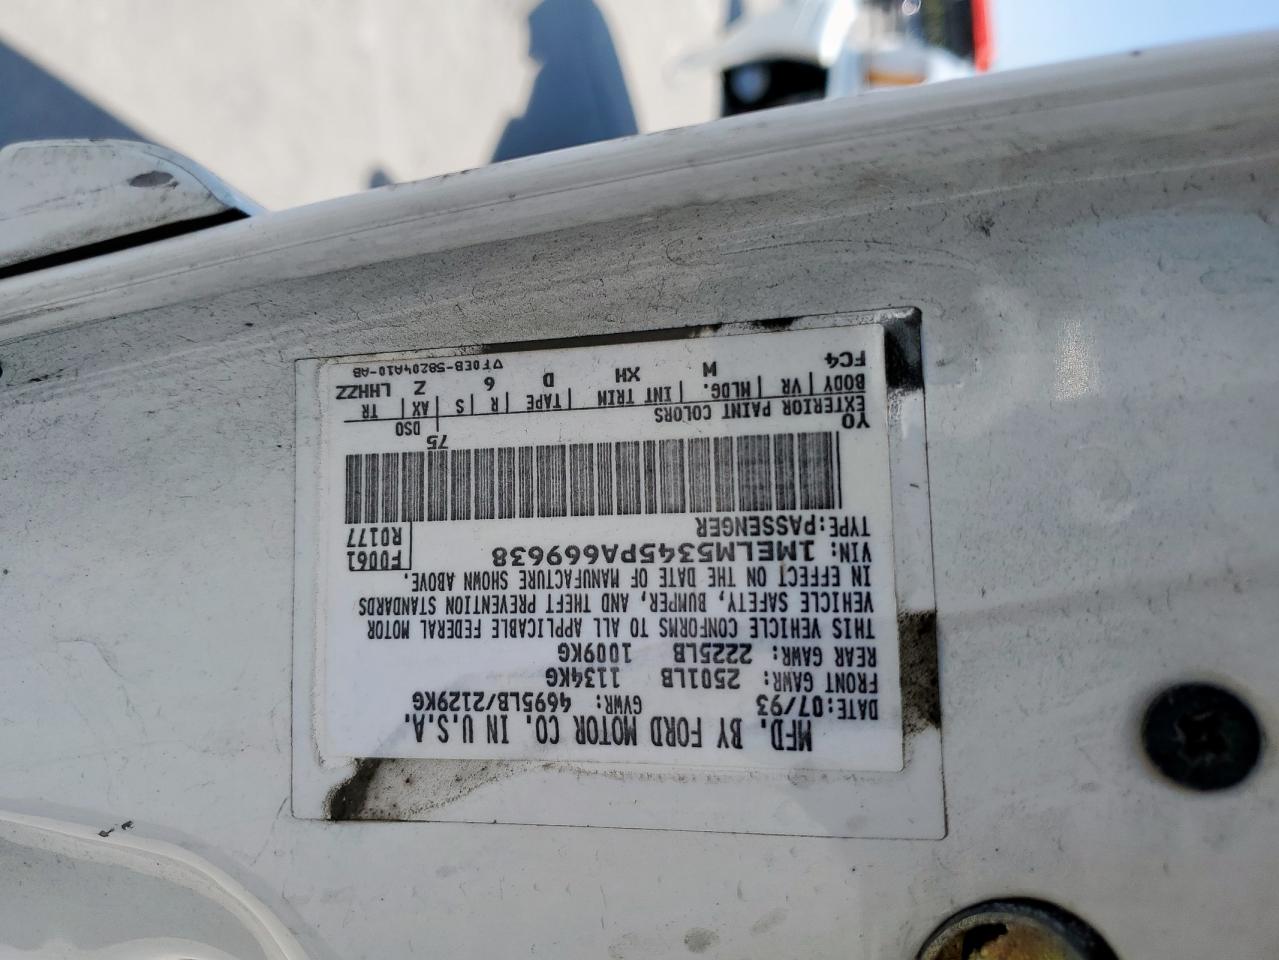 MFD. BY FORD MOTOR CO. IN U.S.A.
DATE: 07/93 GVWR: 4695LB/2129KG
FRONT GAWR: 2501LB 1134KG
REAR GAWR: 2225LB 1009KG
THIS VEHICLE CONFORMS TO ALL APPLICABLE FEDERAL MOTOR
VEHICLE SAFETY, BUMPER, AND THEFT PREVENTION STANDARDS
IN EFFECT ON THE DATE OF MANUFACTURE SHOWN ABOVE.
VIN: 1MELM5345PA669638
TYPE: PASSENGER
F0061
R0177
YO 75
EXTERIOR PAINT COLORS DSO
BODY | VR | MLDG. | INT TRIM | TAPE | R | S | AX | TR
FC4 M XH D 6 Z LHHZZ
▽F0EB-58204A10-AB